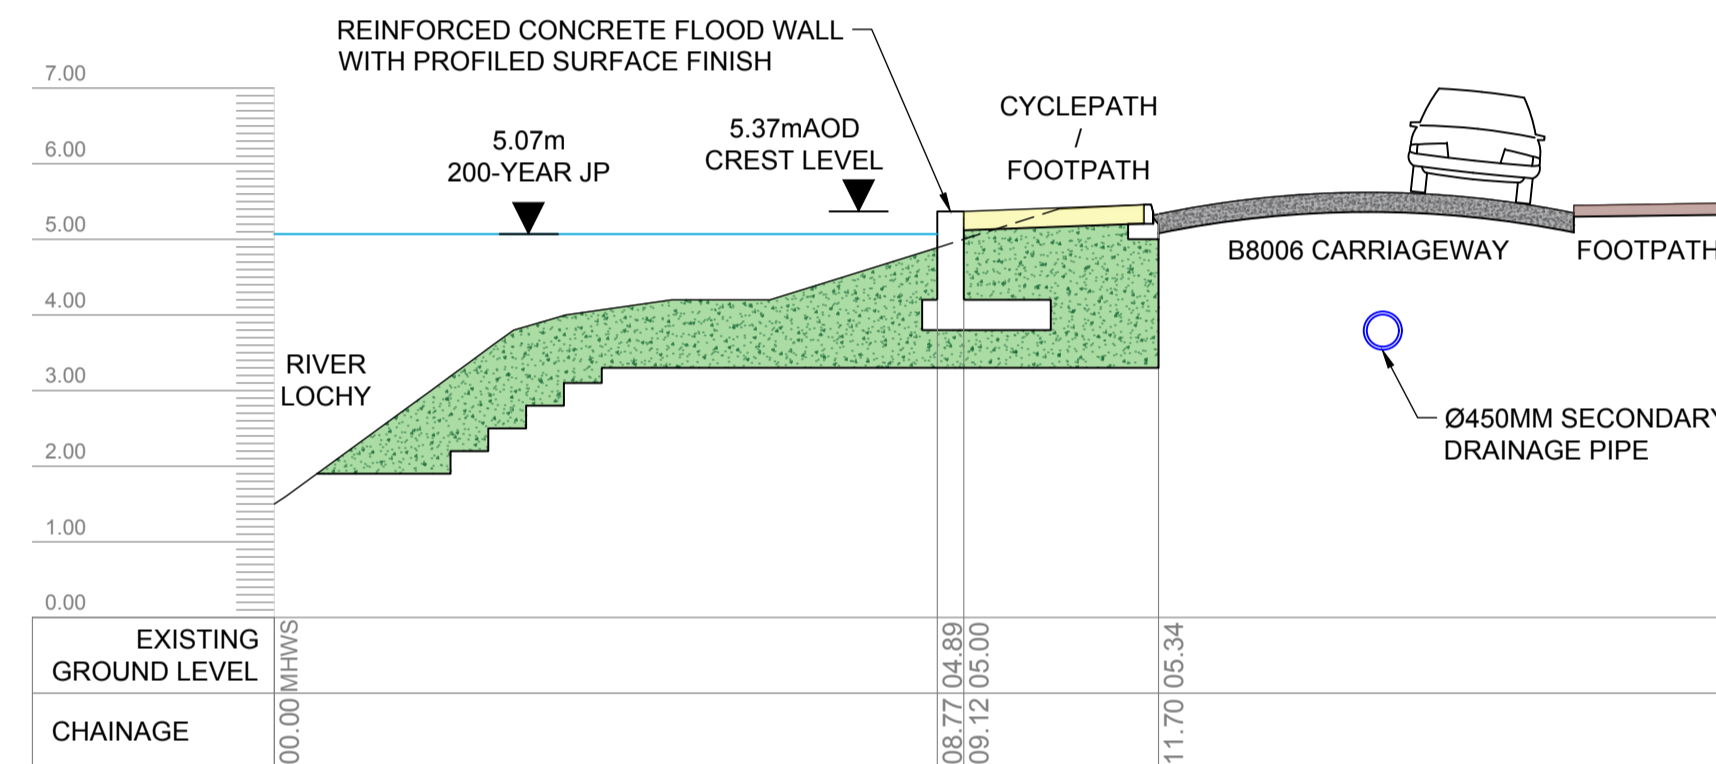 REINFORCED CONCRETE FLOOD WALL
WITH PROFILED SURFACE FINISH
7.00
6.00
5.00
4.00
3.00
2.00
1.00
0.00
5.07m
200-YEAR JP
5.37mAOD
CREST LEVEL
CYCLEPATH
/
FOOTPATH
B8006 CARRIAGEWAY
FOOTPATH
RIVER
LOCHY
Ø450MM SECONDARY
DRAINAGE PIPE
EXISTING
GROUND LEVEL
MHWS
04.89
05.00
05.34
CHAINAGE
00.00
08.77
09.12
11.70